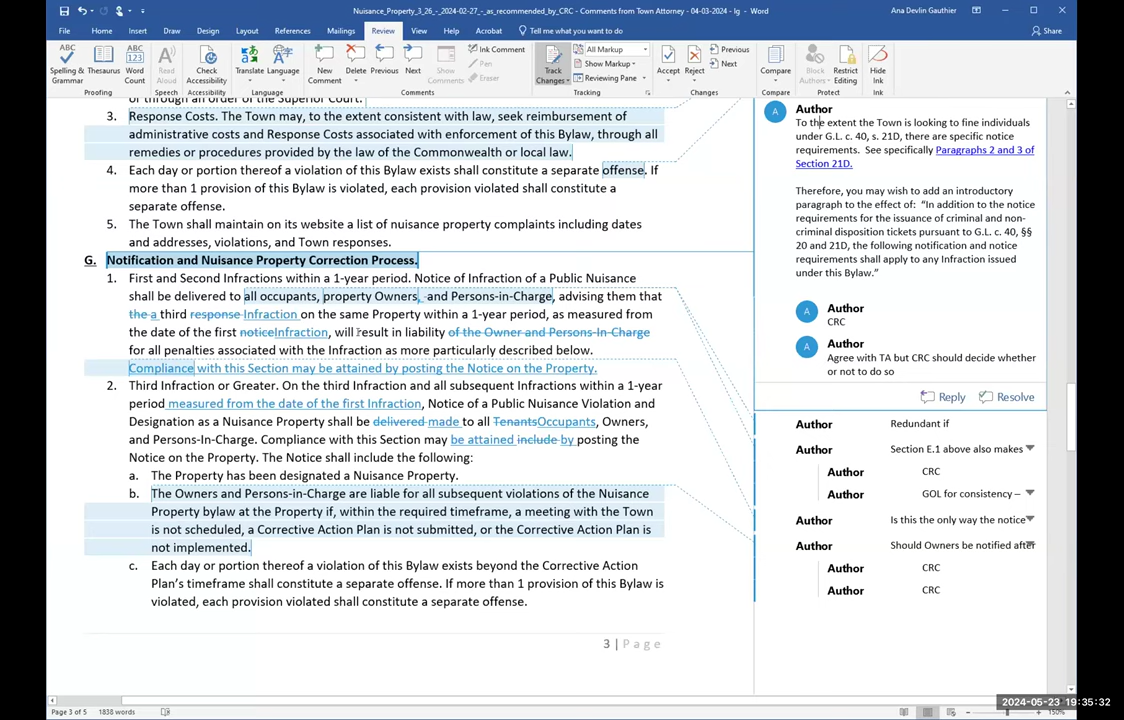 Nuisance_Property_3_26_-_2024-02-27_-_as_recommended_by_CRC - Comments from Town Attorney - 04-03-2024 - lg - Word
Ana Devlin Gauthier
File Home Insert Draw Design Layout References Mailings Review View Help Acrobat Tell me what you want to do
Share
Spelling & Grammar
Thesaurus
Word Count
Read Aloud
Check Accessibility
Translate
Language
New Comment
Delete
Previous
Next
Show Comments
Ink Comment
Pen
Eraser
Track Changes
All Markup
Show Markup
Reviewing Pane
Accept
Reject
Previous
Next
Compare
Block Authors
Restrict Editing
Hide Ink
Proofing Speech Accessibility Language Comments Tracking Changes Compare Protect Ink
or through an order of the Superior Court.
3. Response Costs. The Town may, to the extent consistent with law, seek reimbursement of
administrative costs and Response Costs associated with enforcement of this Bylaw, through all
remedies or procedures provided by the law of the Commonwealth or local law.
4. Each day or portion thereof a violation of this Bylaw exists shall constitute a separate offense. If
more than 1 provision of this Bylaw is violated, each provision violated shall constitute a
separate offense.
5. The Town shall maintain on its website a list of nuisance property complaints including dates
and addresses, violations, and Town responses.
G. Notification and Nuisance Property Correction Process.
1. First and Second Infractions within a 1-year period. Notice of Infraction of a Public Nuisance
shall be delivered to all occupants, property Owners, -and Persons-in-Charge, advising them that
the a third response Infraction on the same Property within a 1-year period, as measured from
the date of the first noticeInfraction, will result in liability of the Owner and Persons-In-Charge
for all penalties associated with the Infraction as more particularly described below.
Compliance with this Section may be attained by posting the Notice on the Property.
2. Third Infraction or Greater. On the third Infraction and all subsequent Infractions within a 1-year
period measured from the date of the first Infraction, Notice of a Public Nuisance Violation and
Designation as a Nuisance Property shall be delivered made to all TenantsOccupants, Owners,
and Persons-In-Charge. Compliance with this Section may be attained include by posting the
Notice on the Property. The Notice shall include the following:
a. The Property has been designated a Nuisance Property.
b. The Owners and Persons-in-Charge are liable for all subsequent violations of the Nuisance
Property bylaw at the Property if, within the required timeframe, a meeting with the Town
is not scheduled, a Corrective Action Plan is not submitted, or the Corrective Action Plan is
not implemented.
c. Each day or portion thereof a violation of this Bylaw exists beyond the Corrective Action
Plan's timeframe shall constitute a separate offense. If more than 1 provision of this Bylaw is
violated, each provision violated shall constitute a separate offense.
3 | Page
A
Author
To the extent the Town is looking to fine individuals
under G.L. c. 40, s. 21D, there are specific notice
requirements. See specifically Paragraphs 2 and 3 of
Section 21D.
Therefore, you may wish to add an introductory
paragraph to the effect of: "In addition to the notice
requirements for the issuance of criminal and non-
criminal disposition tickets pursuant to G.L. c. 40, §§
20 and 21D, the following notification and notice
requirements shall apply to any Infraction issued
under this Bylaw."
A
Author
CRC
A
Author
Agree with TA but CRC should decide whether
or not to do so
Reply Resolve
Author Redundant if
Author Section E.1 above also makes
Author CRC
Author GOL for consistency –
Author Is this the only way the notice
Author Should Owners be notified after
Author CRC
Author CRC
Page 3 of 5 1838 words
150%
2024-05-23 19:35:32